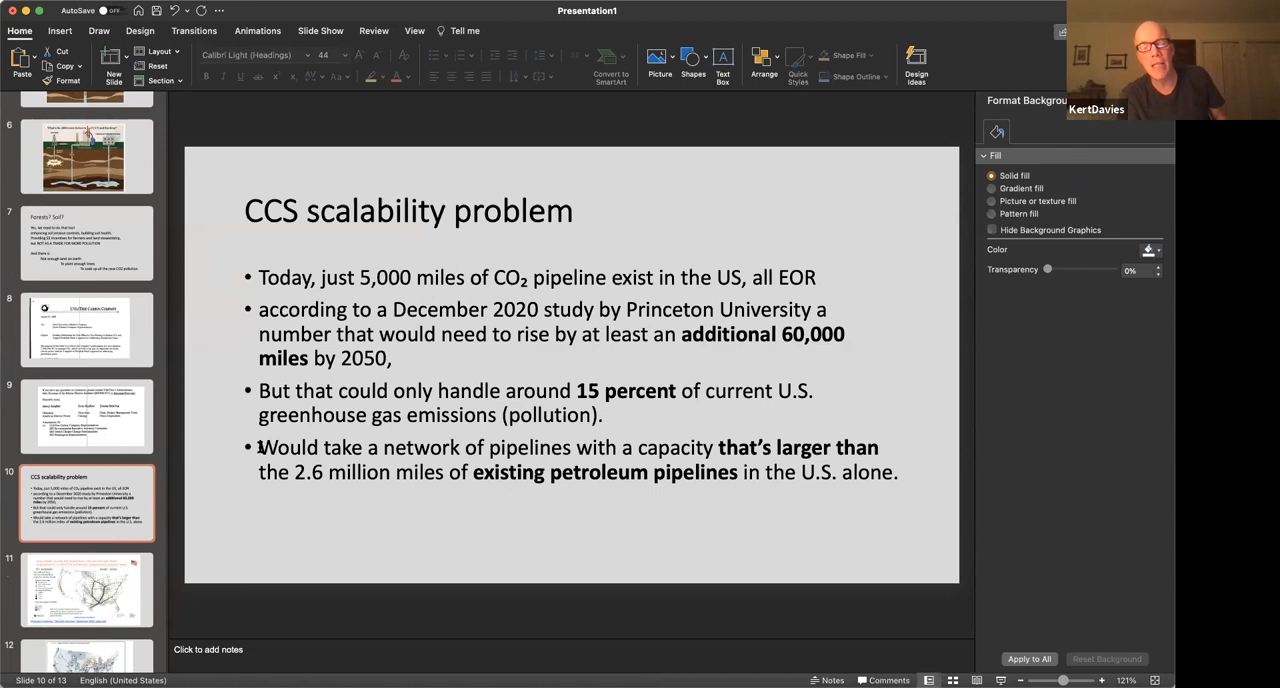 AutoSave OFF
Presentation1
Home Insert Draw Design Transitions Animations Slide Show Review View Tell me
Paste
Cut
Copy
Format
New Slide
Layout
Reset
Section
Calibri Light (Headings) 44
Convert to SmartArt
Picture
Shapes
Text Box
Arrange
Quick Styles
Shape Fill
Shape Outline
Design Ideas
KertDavies
6
7
Forests? Soil?
8
9
10
CCS scalability problem
11
12
CCS scalability problem
• Today, just 5,000 miles of CO₂ pipeline exist in the US, all EOR
• according to a December 2020 study by Princeton University a
number that would need to rise by at least an additional 60,000
miles by 2050,
• But that could only handle around 15 percent of current U.S.
greenhouse gas emissions (pollution).
• Would take a network of pipelines with a capacity that's larger than
the 2.6 million miles of existing petroleum pipelines in the U.S. alone.
Click to add notes
Format Backgrou
Fill
Solid fill
Gradient fill
Picture or texture fill
Pattern fill
Hide Background Graphics
Color
Transparency 0%
Apply to All
Reset Background
Slide 10 of 13 English (United States)
Notes Comments 121%